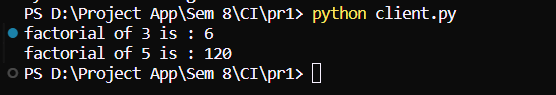 PS D:\Project App\Sem 8\CI\pr1> python client.py
factorial of 3 is : 6
factorial of 5 is : 120
PS D:\Project App\Sem 8\CI\pr1>